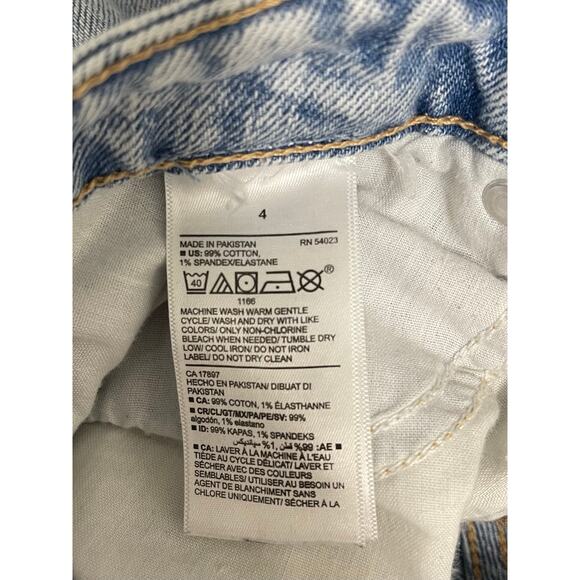 4
MADE IN PAKISTAN RN 54023
■ US: 99% COTTON,
1% SPANDEX/ELASTANE
40 ®
1166
MACHINE WASH WARM GENTLE
CYCLE/ WASH AND DRY WITH LIKE
COLORS/ ONLY NON-CHLORINE
BLEACH WHEN NEEDED/ TUMBLE DRY
LOW/ COOL IRON/ DO NOT IRON
LABEL/ DO NOT DRY CLEAN
CA 17897
HECHO EN PAKISTAN/ DIBUAT DI
PAKISTAN
■ CA: 99% COTON, 1% ÉLASTHANNE
■ CR/CL/GT/MX/PA/PE/SV: 99%
algodón, 1% elastano
■ ID: 99% KAPAS, 1% SPANDEKS
■ AE: 99% قطن, 1% سباندیکس
■ CA: LAVER À LA MACHINE À L'EAU
TIÈDE AU CYCLE DÉLICAT/ LAVER ET
SÉCHER AVEC DES COULEURS
SEMBLABLES/ UTILISER AU BESOIN UN
AGENT DE BLANCHIMENT SANS
CHLORE UNIQUEMENT/ SÉCHER À LA